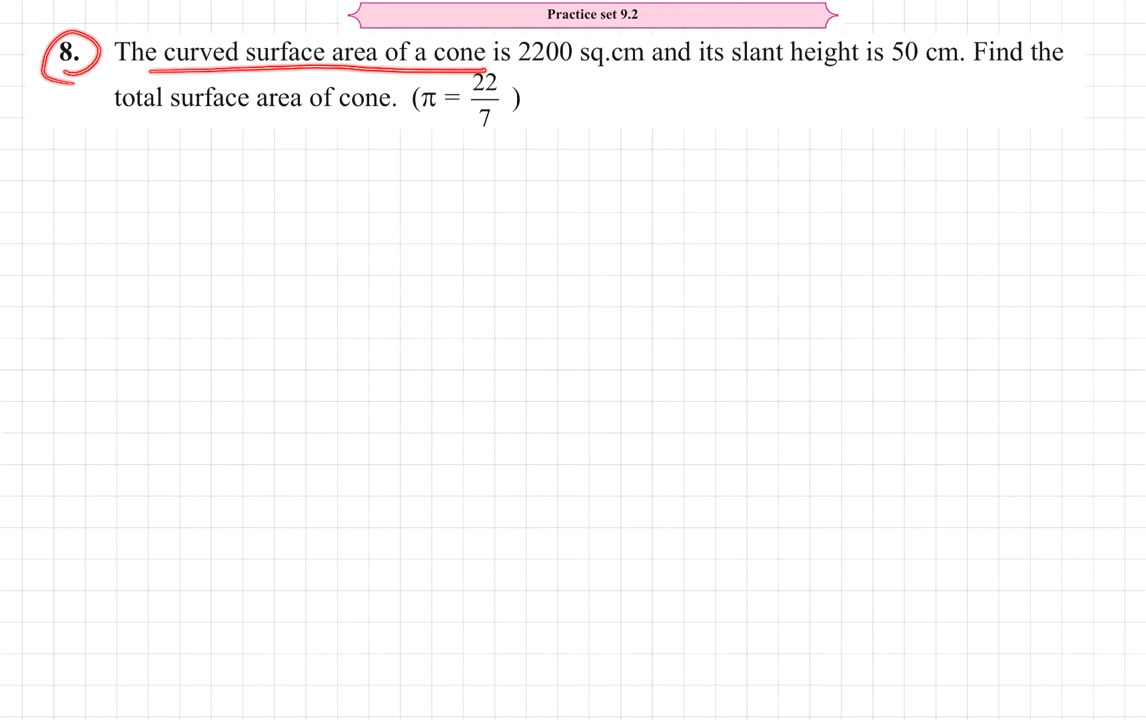 Practice set 9.2
8. The curved surface area of a cone is 2200 sq.cm and its slant height is 50 cm. Find the
total surface area of cone. (π = 22/7 )